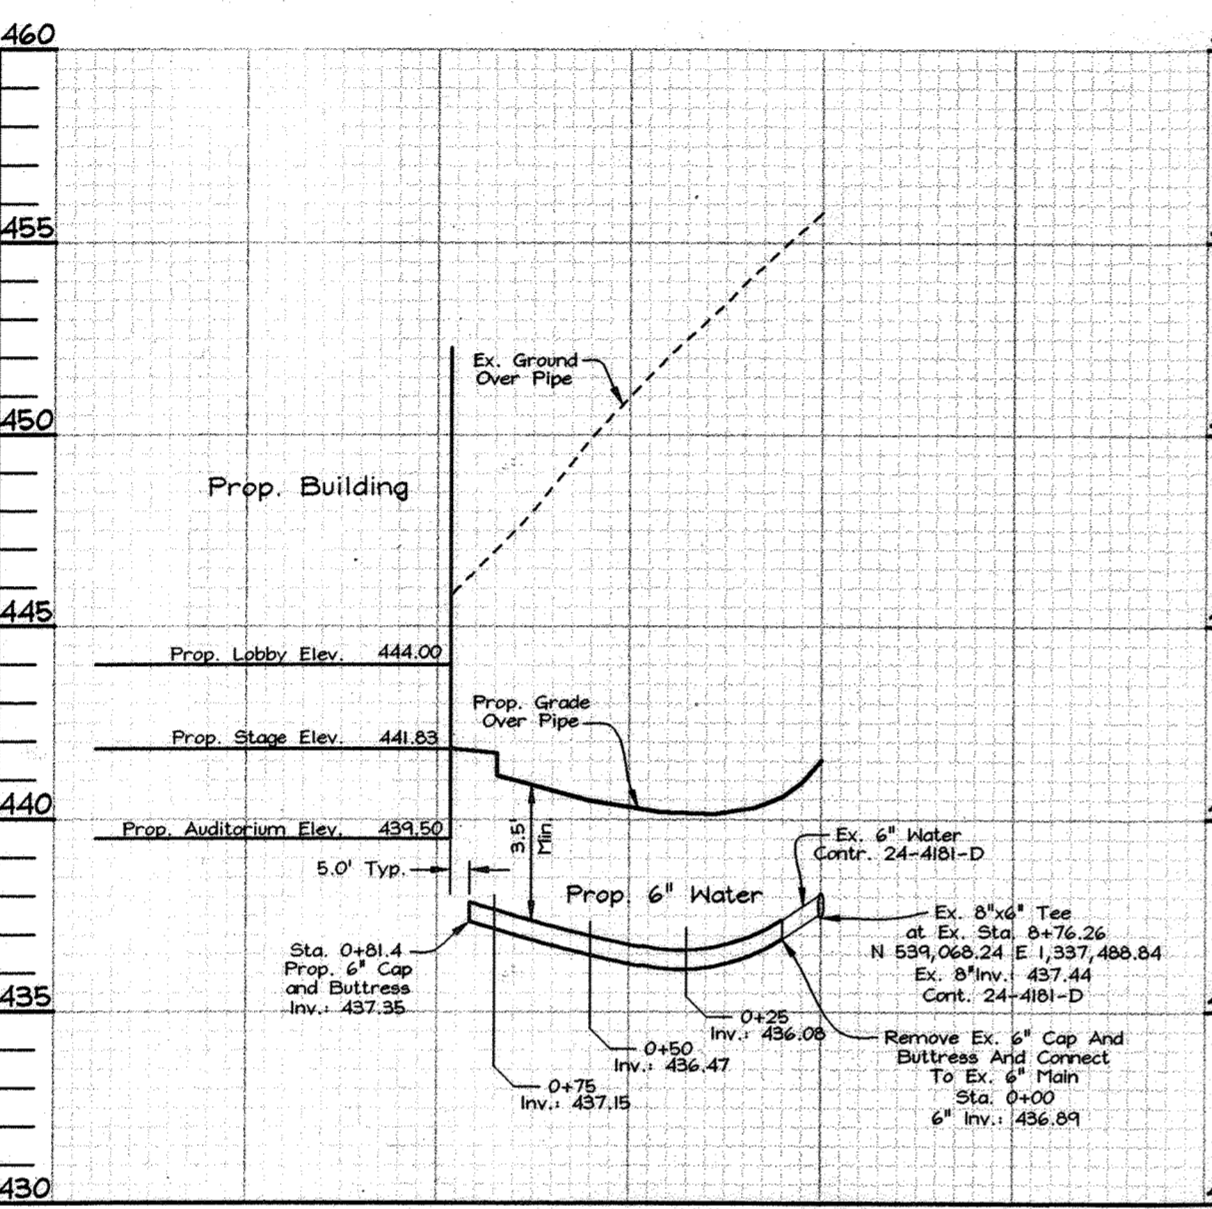 460
455
450
445
440
435
430
Ex. Ground
Over Pipe
Prop. Building
Prop. Lobby Elev. 444.00
Prop. Grade
Over Pipe
Prop. Stage Elev. 441.83
Prop. Auditorium Elev. 439.50
3.5'
Min.
5.0' Typ.
Ex. 6" Water
Contr. 24-4181-D
Prop. 6" Water
Sta. 0+81.4
Prop. 6" Cap
and Buttress
Inv.: 437.35
Ex. 8"x6" Tee
at Ex. Sta. 8+76.26
N 539,068.24 E 1,337,488.84
Ex. 8"Inv.: 437.44
Cont. 24-4181-D
0+25
Inv.: 436.08
0+50
Inv.: 436.47
0+75
Inv.: 437.15
Remove Ex. 6" Cap And
Buttress And Connect
To Ex. 6" Main
Sta. 0+00
6" Inv.: 436.89